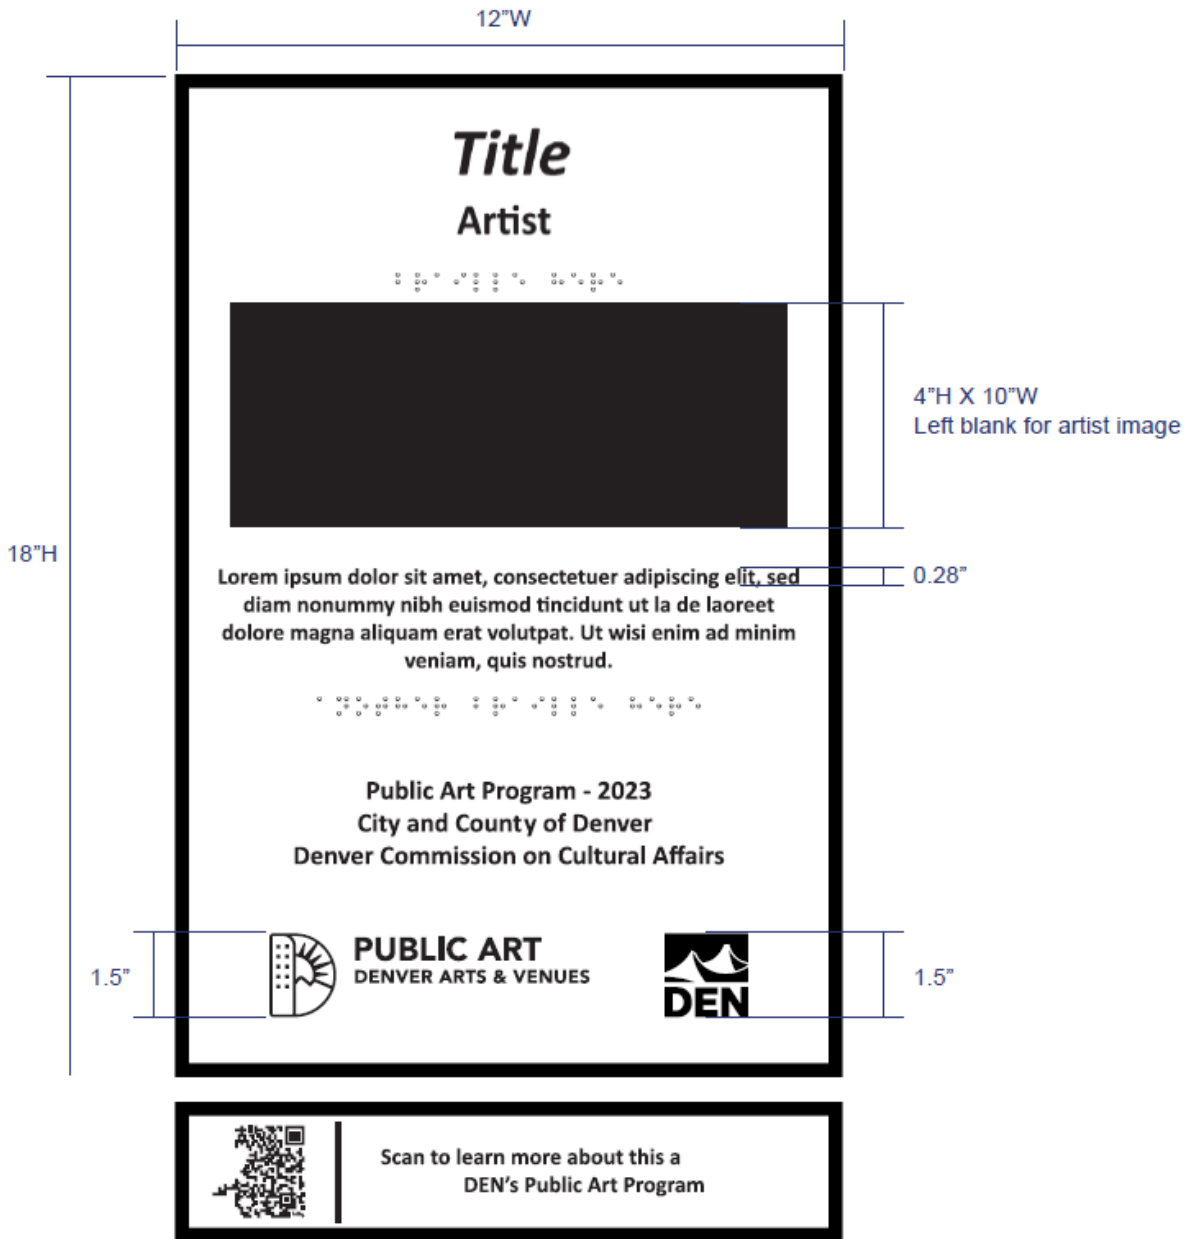 12”W
Title
Artist
⠃⠗⠁⠊⠇⠇⠑ ⠓⠑⠗⠑
4”H X 10”W
Left blank for artist image
18”H
0.28”
Lorem ipsum dolor sit amet, consectetuer adipiscing elit, sed
diam nonummy nibh euismod tincidunt ut la de laoreet
dolore magna aliquam erat volutpat. Ut wisi enim ad minim
veniam, quis nostrud.
⠁⠝⠕⠞⠓⠑⠗ ⠃⠗⠁⠊⠇⠇⠑ ⠓⠑⠗⠑
Public Art Program - 2023
City and County of Denver
Denver Commission on Cultural Affairs
1.5”
PUBLIC ART
DENVER ARTS & VENUES
DEN
1.5”
Scan to learn more about this a
DEN’s Public Art Program